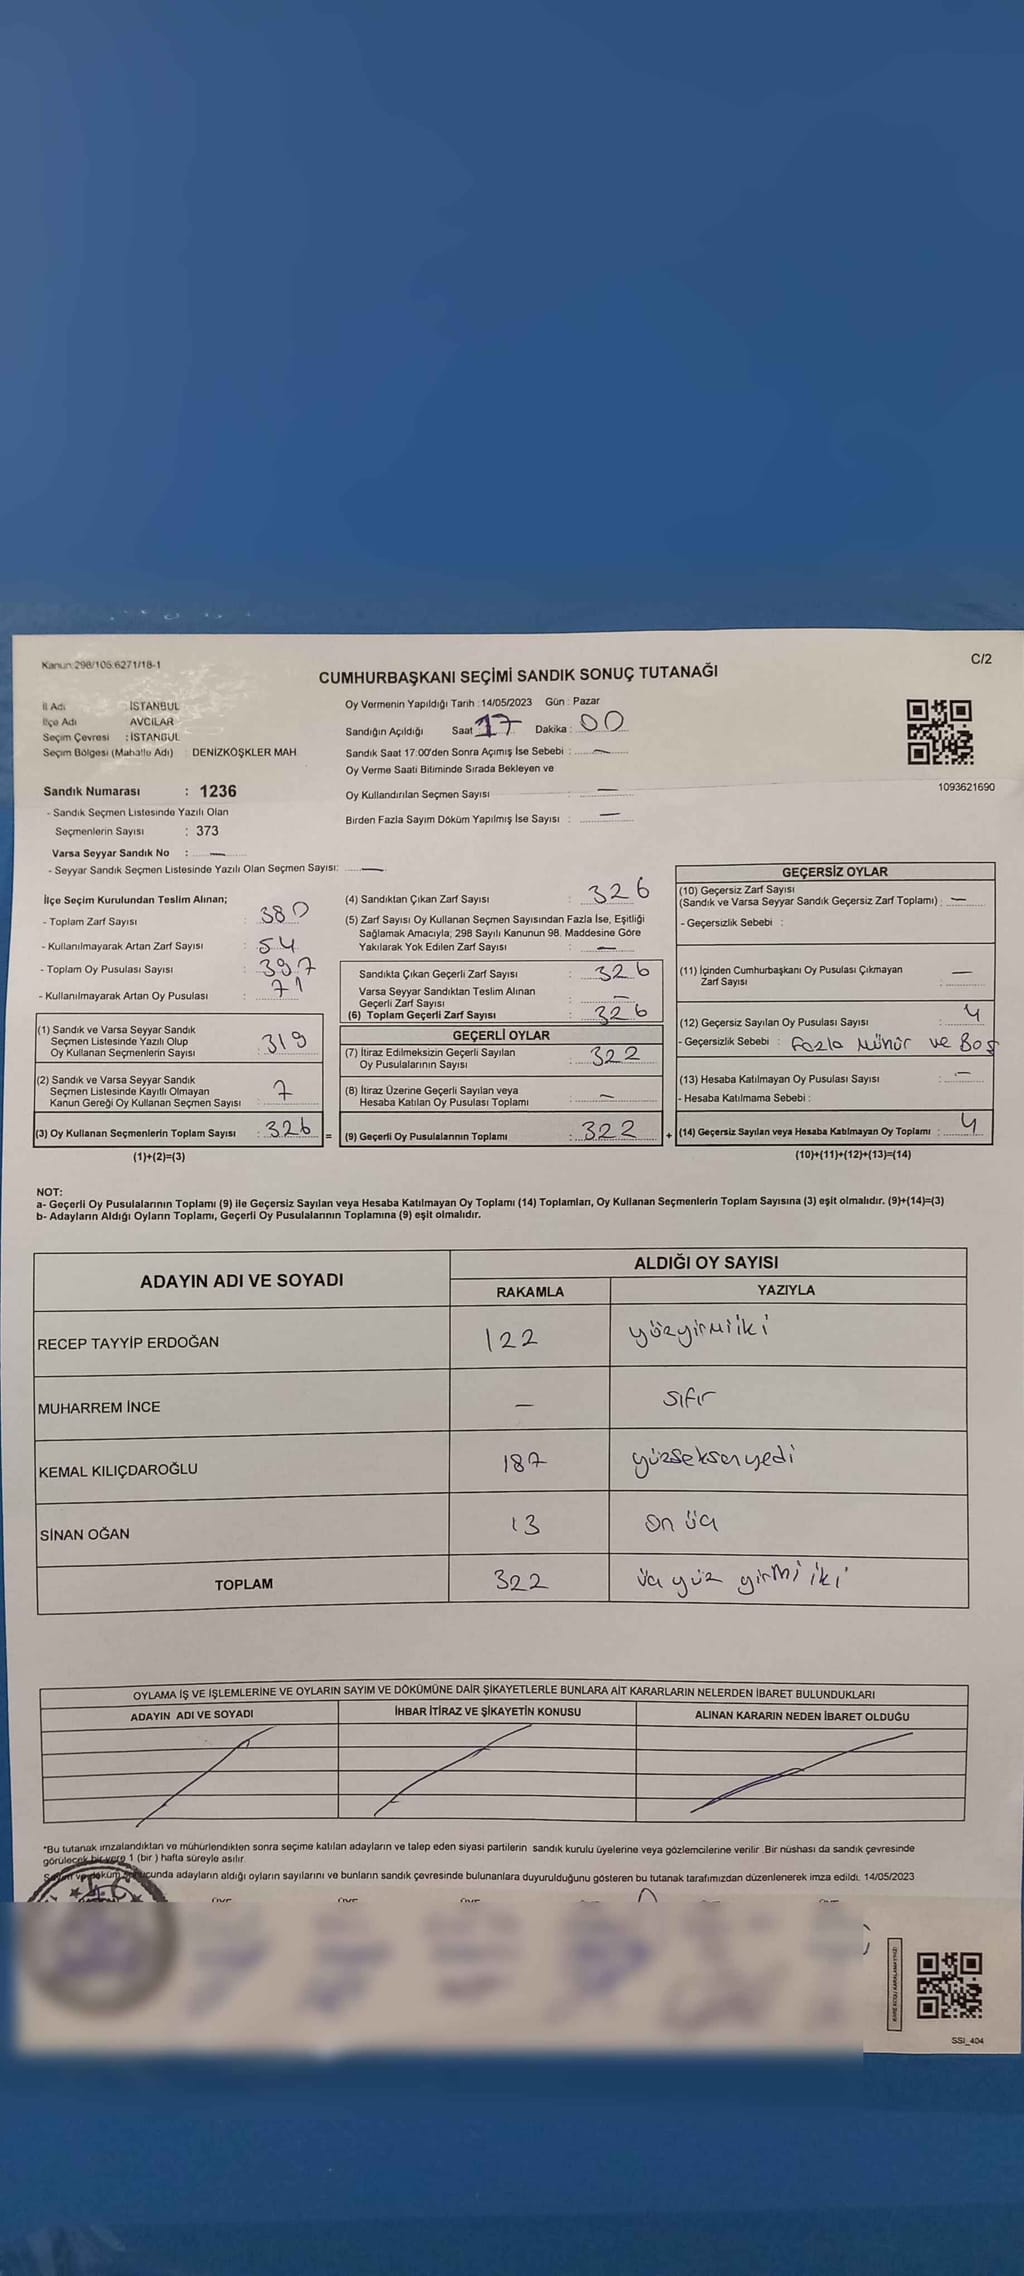 Kanun:298/105.6271/18-1
C/2
CUMHURBAŞKANI SEÇİMİ SANDIK SONUÇ TUTANAĞI
İl Adı : İSTANBUL
İlçe Adı AVCILAR
Seçim Çevresi : İSTANBUL
Seçim Bölgesi (Mahalle Adı) : DENİZKÖŞKLER MAH
Sandık Numarası : 1236
- Sandık Seçmen Listesinde Yazılı Olan
Seçmenlerin Sayısı : 373
Varsa Seyyar Sandık No : —
- Seyyar Sandık Seçmen Listesinde Yazılı Olan Seçmen Sayısı: —
Oy Vermenin Yapıldığı Tarih : 14/05/2023 Gün : Pazar
Sandığın Açıldığı Saat 17 Dakika : 00
Sandık Saat 17:00'den Sonra Açımış İse Sebebi : —
Oy Verme Saati Bitiminde Sırada Bekleyen ve
Oy Kullandırılan Seçmen Sayısı : —
Birden Fazla Sayım Döküm Yapılmış İse Sayısı : —
1093621690
İlçe Seçim Kurulundan Teslim Alınan;
- Toplam Zarf Sayısı : 380
- Kullanılmayarak Artan Zarf Sayısı : 54
- Toplam Oy Pusulası Sayısı : 397
- Kullanılmayarak Artan Oy Pusulası : 71
(1) Sandık ve Varsa Seyyar Sandık
Seçmen Listesinde Yazılı Olup
Oy Kullanan Seçmenlerin Sayısı : 319
(2) Sandık ve Varsa Seyyar Sandık
Seçmen Listesinde Kayıtlı Olmayan
Kanun Gereği Oy Kullanan Seçmen Sayısı : 7
(3) Oy Kullanan Seçmenlerin Toplam Sayısı : 326 =
(1)+(2)=(3)
(4) Sandıktan Çıkan Zarf Sayısı : 326
(5) Zarf Sayısı Oy Kullanan Seçmen Sayısından Fazla İse, Eşitliği
Sağlamak Amacıyla; 298 Sayılı Kanunun 98. Maddesine Göre
Yakılarak Yok Edilen Zarf Sayısı : —
Sandıkta Çıkan Geçerli Zarf Sayısı : 326
Varsa Seyyar Sandıktan Teslim Alınan
Geçerli Zarf Sayısı : —
(6) Toplam Geçerli Zarf Sayısı : 326
GEÇERLİ OYLAR
(7) İtiraz Edilmeksizin Geçerli Sayılan
Oy Pusulalarının Sayısı : 322
(8) İtiraz Üzerine Geçerli Sayılan veya
Hesaba Katılan Oy Pusulası Toplamı : —
(9) Geçerli Oy Pusulalarının Toplamı : 322 +
GEÇERSİZ OYLAR
(10) Geçersiz Zarf Sayısı
(Sandık ve Varsa Seyyar Sandık Geçersiz Zarf Toplamı) : —
- Geçersizlik Sebebi :
(11) İçinden Cumhurbaşkanı Oy Pusulası Çıkmayan
Zarf Sayısı : —
(12) Geçersiz Sayılan Oy Pusulası Sayısı : 4
- Geçersizlik Sebebi : Fazla Mühür ve Boş
(13) Hesaba Katılmayan Oy Pusulası Sayısı : —
- Hesaba Katılmama Sebebi :
(14) Geçersiz Sayılan veya Hesaba Katılmayan Oy Toplamı : 4
(10)+(11)+(12)+(13)=(14)
NOT:
a- Geçerli Oy Pusulalarının Toplamı (9) ile Geçersiz Sayılan veya Hesaba Katılmayan Oy Toplamı (14) Toplamları, Oy Kullanan Seçmenlerin Toplam Sayısına (3) eşit olmalıdır. (9)+(14)=(3)
b- Adayların Aldığı Oyların Toplamı, Geçerli Oy Pusulalarının Toplamına (9) eşit olmalıdır.
ADAYIN ADI VE SOYADI
ALDIĞI OY SAYISI
RAKAMLA YAZIYLA
RECEP TAYYİP ERDOĞAN 122 yüzyirmiiki
MUHARREM İNCE — sıfır
KEMAL KILIÇDAROĞLU 187 yüzseksenyedi
SİNAN OĞAN 13 on üç
TOPLAM 322 üç yüz yirmi iki
OYLAMA İŞ VE İŞLEMLERİNE VE OYLARIN SAYIM VE DÖKÜMÜNE DAİR ŞİKAYETLERLE BUNLARA AİT KARARLARIN NELERDEN İBARET BULUNDUKLARI
ADAYIN ADI VE SOYADI İHBAR İTİRAZ VE ŞİKAYETİN KONUSU ALINAN KARARIN NEDEN İBARET OLDUĞU
"Bu tutanak imzalandıktan ve mühürlendikten sonra seçime katılan adayların ve talep eden siyasi partilerin sandık kurulu üyelerine veya gözlemcilerine verilir .Bir nüshası da sandık çevresinde
görülecek bir yere 1 (bir ) hafta süreyle asılır.
Sayım ve döküm sonucunda adayların aldığı oyların sayılarını ve bunların sandık çevresinde bulunanlara duyurulduğunu gösteren bu tutanak tarafımızdan düzenlenerek imza edildi. 14/05/2023
SSI_404